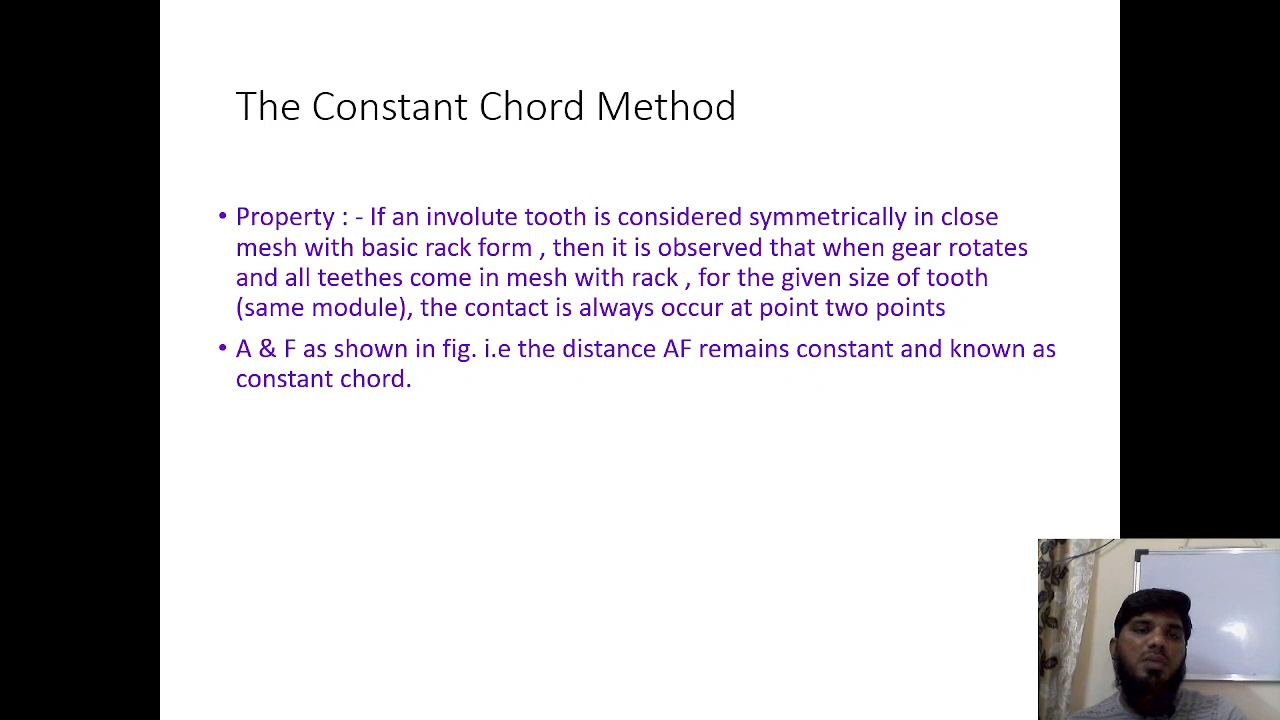 The Constant Chord Method
• Property : - If an involute tooth is considered symmetrically in close
mesh with basic rack form , then it is observed that when gear rotates
and all teethes come in mesh with rack , for the given size of tooth
(same module), the contact is always occur at point two points
• A & F as shown in fig. i.e the distance AF remains constant and known as
constant chord.